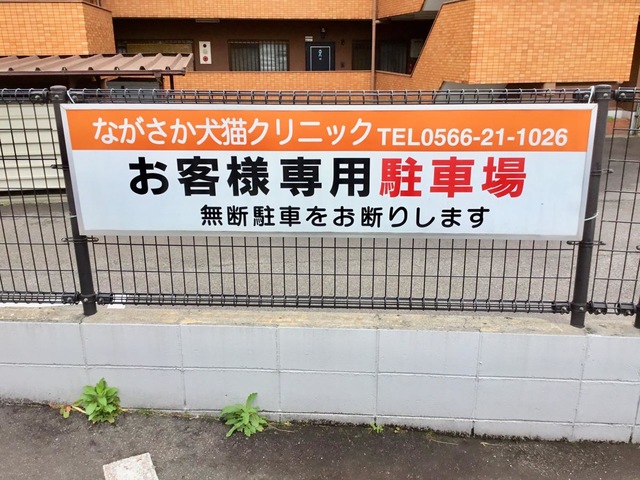 ながさか犬猫クリニック TEL0566-21-1026
お客様専用駐車場
無断駐車をお断りします